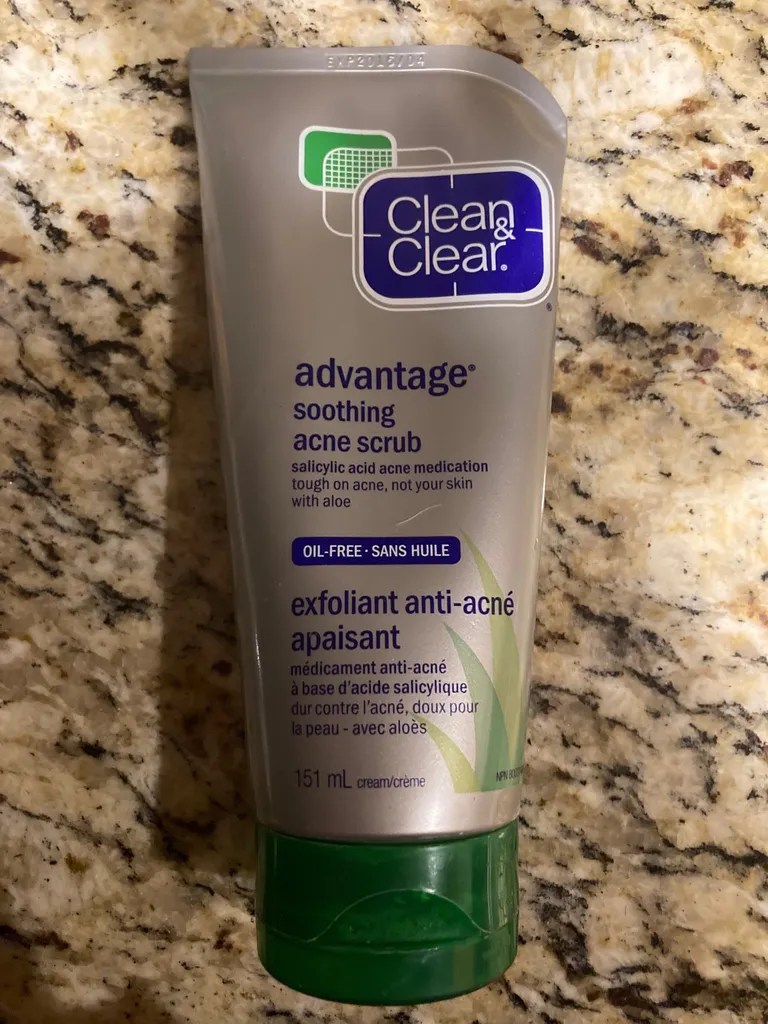 EXP2016/04
Clean
&
Clear®
advantage®
soothing
acne scrub
salicylic acid acne medication
tough on acne, not your skin
with aloe
OIL-FREE · SANS HUILE
exfoliant anti-acné
apaisant
médicament anti-acné
à base d'acide salicylique
dur contre l'acné, doux pour
la peau - avec aloès
151 mL cream/crème
NPN